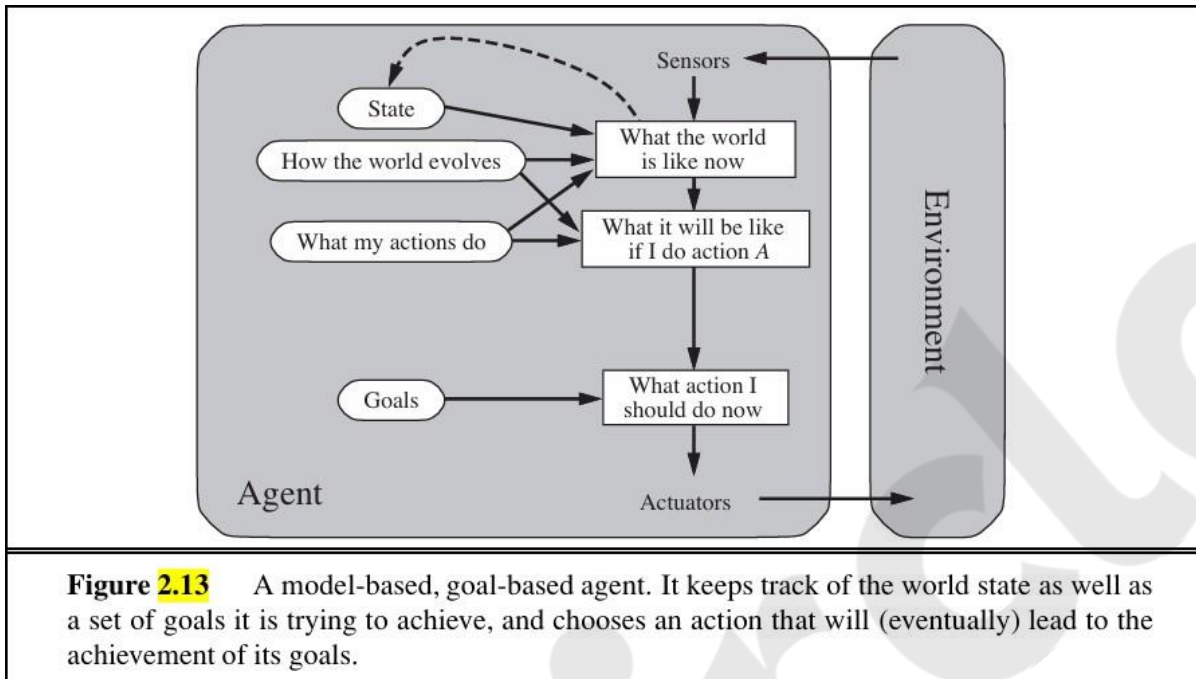 Sensors
State
What the world
is like now
How the world evolves
What my actions do
What it will be like
if I do action A
Goals
What action I
should do now
Agent
Actuators
Environment
Figure 2.13 A model-based, goal-based agent. It keeps track of the world state as well as
a set of goals it is trying to achieve, and chooses an action that will (eventually) lead to the
achievement of its goals.